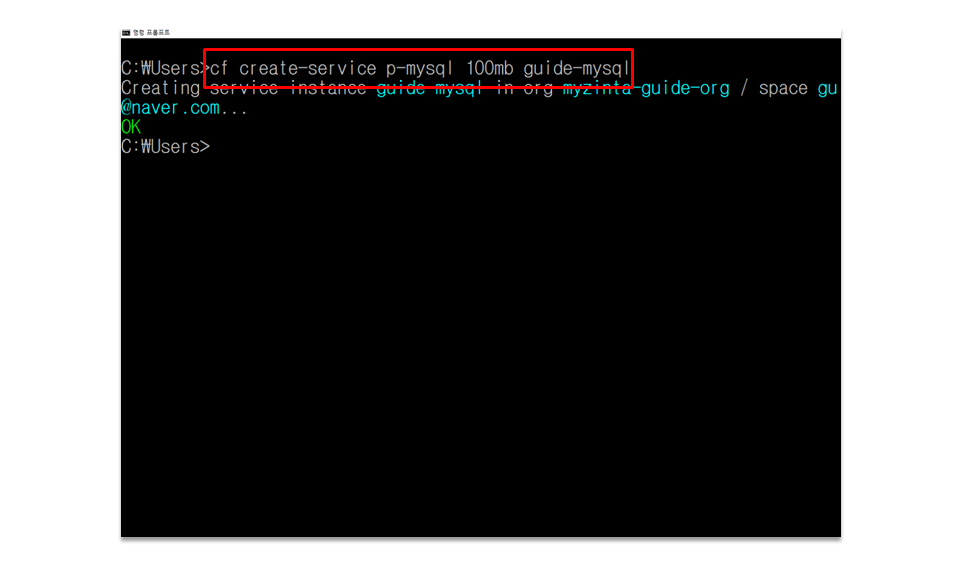 명령 프롬프트
C:₩Users>cf create-service p-mysql 100mb guide-mysql
Creating service instance guide-mysql in org myzinta-guide-org / space gu
@naver.com...
OK
C:₩Users>